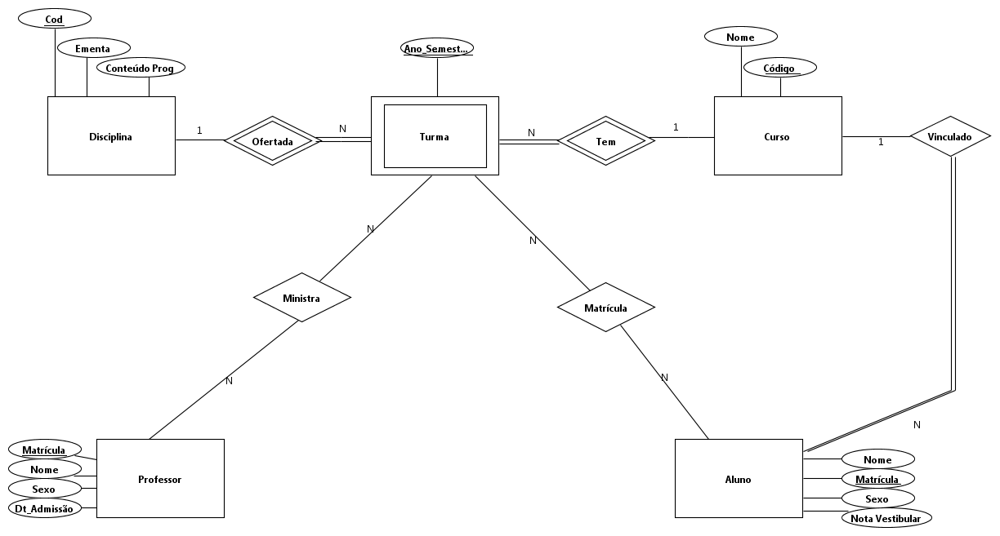 Cod
Ementa
Conteúdo Prog
Ano_Semest...
Nome
Código
Disciplina
1
Ofertada
N
Turma
N
Tem
1
Curso
1
Vinculado
N
N
Ministra
Matrícula
N
N
N
Matrícula
Nome
Sexo
Dt_Admissão
Professor
Aluno
Nome
Matrícula
Sexo
Nota Vestibular